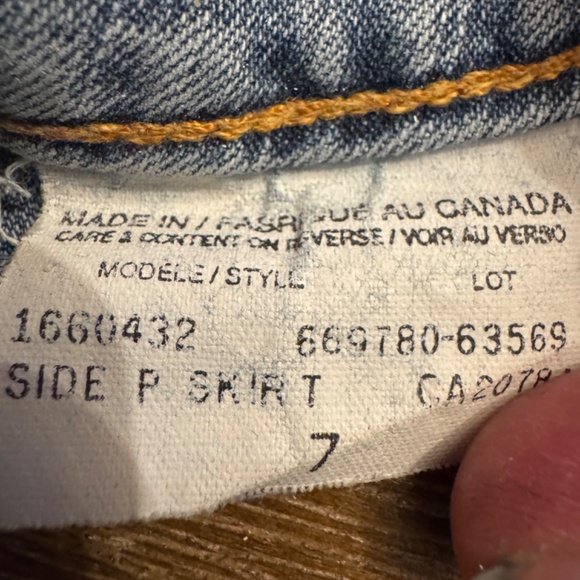 MADE IN / FABRIQUÉ AU CANADA
CARE & CONTENT ON REVERSE / VOIR AU VERSO
MODÈLE / STYLE LOT
1660432 669780-63569
SIDE P SKIRT
7